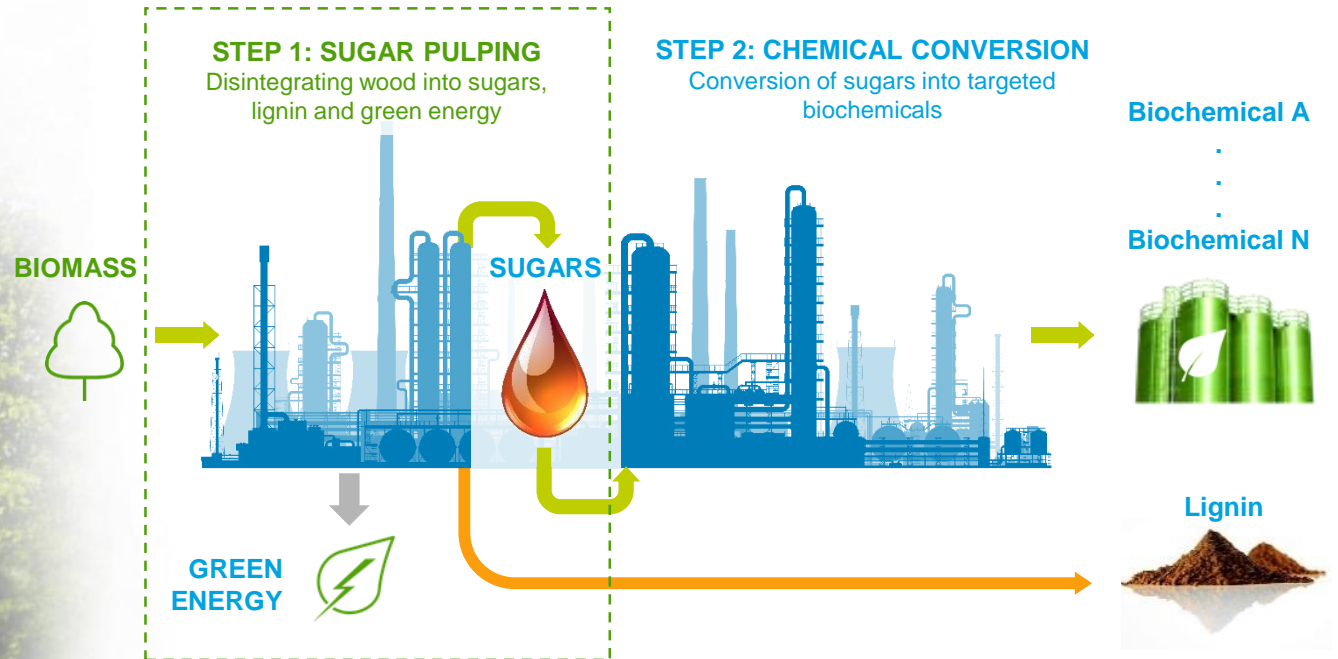 STEP 1: SUGAR PULPING
Disintegrating wood into sugars,
lignin and green energy
STEP 2: CHEMICAL CONVERSION
Conversion of sugars into targeted
biochemicals
Biochemical A
.
.
.
Biochemical N
BIOMASS
SUGARS
GREEN
ENERGY
Lignin